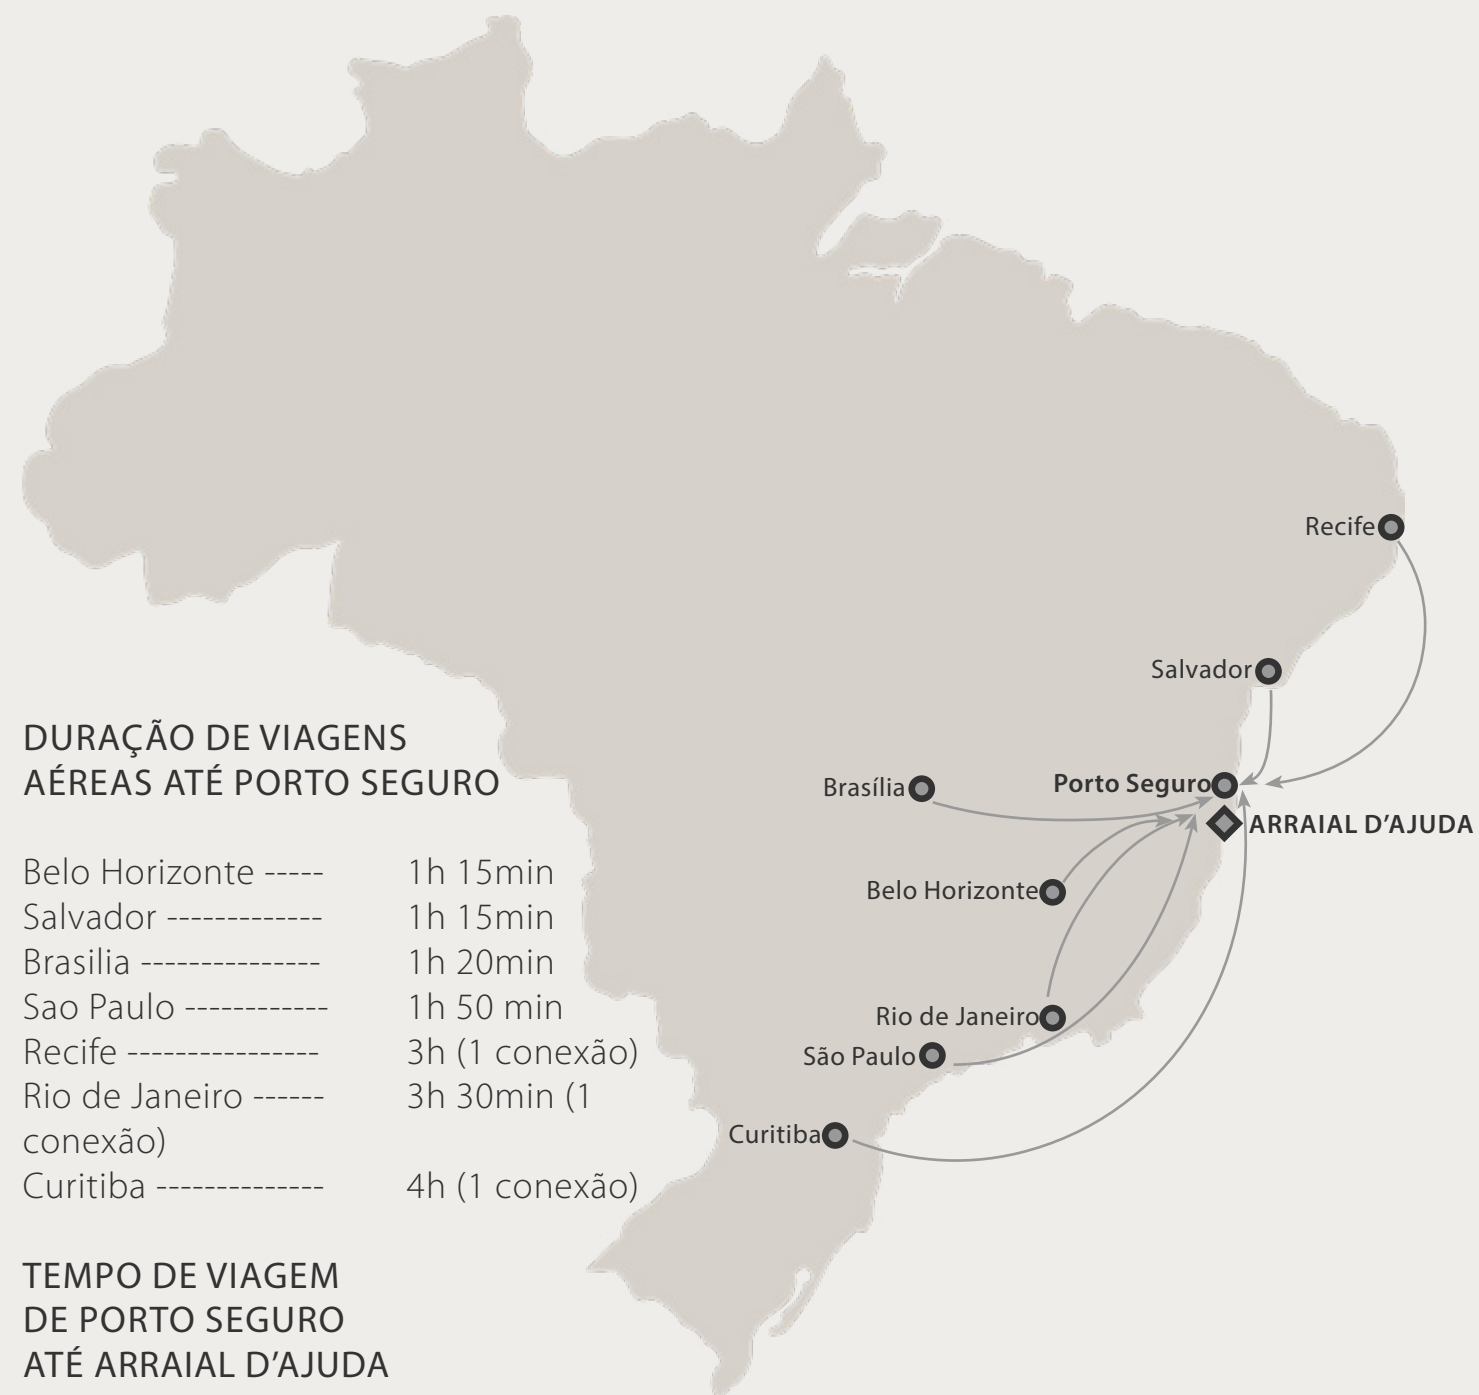 Recife
Salvador
DURAÇÃO DE VIAGENS
AÉREAS ATÉ PORTO SEGURO
Brasília
Porto Seguro
ARRAIAL D’AJUDA
Belo Horizonte
Rio de Janeiro
São Paulo
Curitiba
Belo Horizonte ----- 1h 15min
Salvador ------------- 1h 15min
Brasilia --------------- 1h 20min
Sao Paulo ------------ 1h 50 min
Recife ---------------- 3h (1 conexão)
Rio de Janeiro ------ 3h 30min (1
conexão)
Curitiba -------------- 4h (1 conexão)
TEMPO DE VIAGEM
DE PORTO SEGURO
ATÉ ARRAIAL D’AJUDA